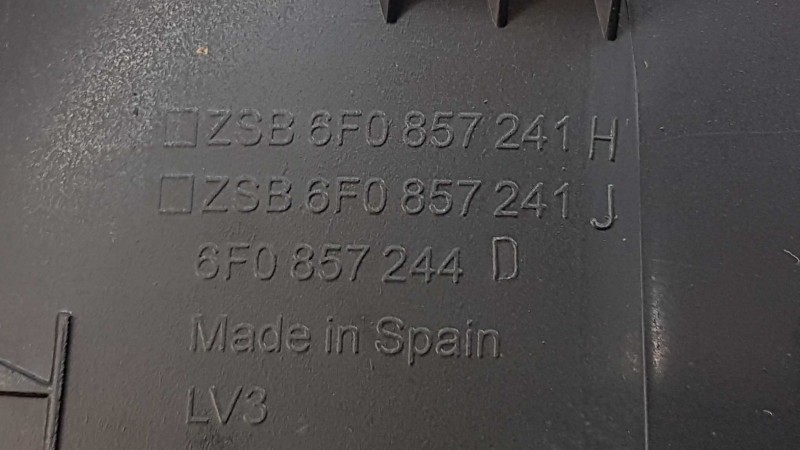 ZSB 6F0 857 241 H
ZSB 6F0 857 241 J
6F0 857 244 D
Made in Spain
LV3